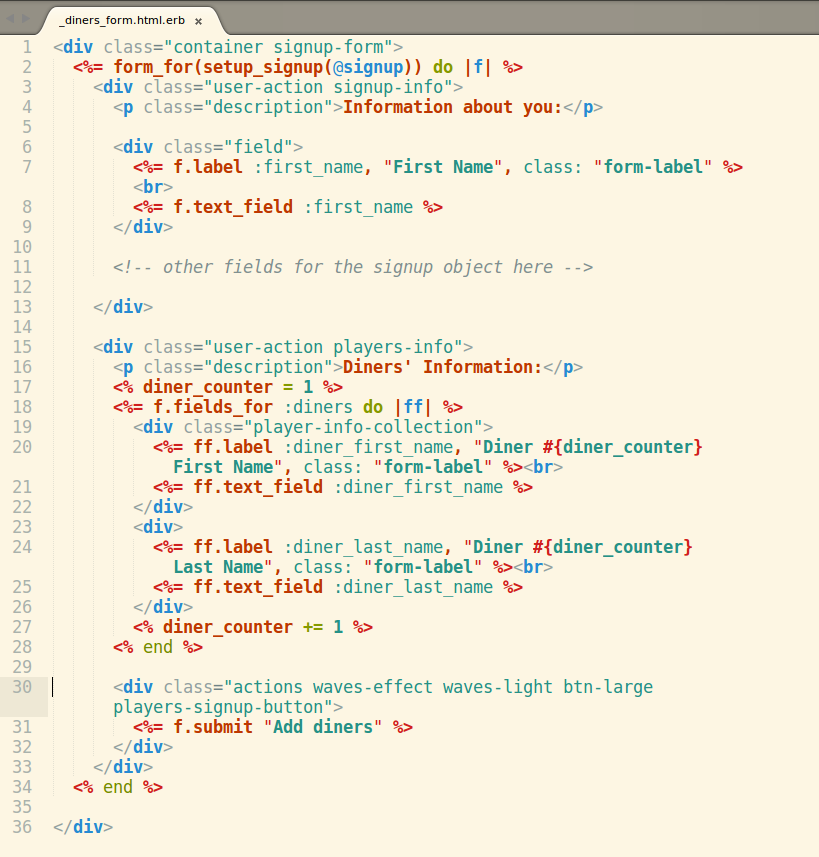 _diners_form.html.erb ×
1 <div class="container signup-form">
2 <%= form_for(setup_signup(@signup)) do |f| %>
3 <div class="user-action signup-info">
4 <p class="description">Information about you:</p>
5
6 <div class="field">
7 <%= f.label :first_name, "First Name", class: "form-label" %>
<br>
8 <%= f.text_field :first_name %>
9 </div>
10
11 <!-- other fields for the signup object here -->
12
13 </div>
14
15 <div class="user-action players-info">
16 <p class="description">Diners' Information:</p>
17 <% diner_counter = 1 %>
18 <%= f.fields_for :diners do |ff| %>
19 <div class="player-info-collection">
20 <%= ff.label :diner_first_name, "Diner #{diner_counter}
First Name", class: "form-label" %><br>
21 <%= ff.text_field :diner_first_name %>
22 </div>
23 <div>
24 <%= ff.label :diner_last_name, "Diner #{diner_counter}
Last Name", class: "form-label" %><br>
25 <%= ff.text_field :diner_last_name %>
26 </div>
27 <% diner_counter += 1 %>
28 <% end %>
29
30 <div class="actions waves-effect waves-light btn-large
players-signup-button">
31 <%= f.submit "Add diners" %>
32 </div>
33 </div>
34 <% end %>
35
36 </div>